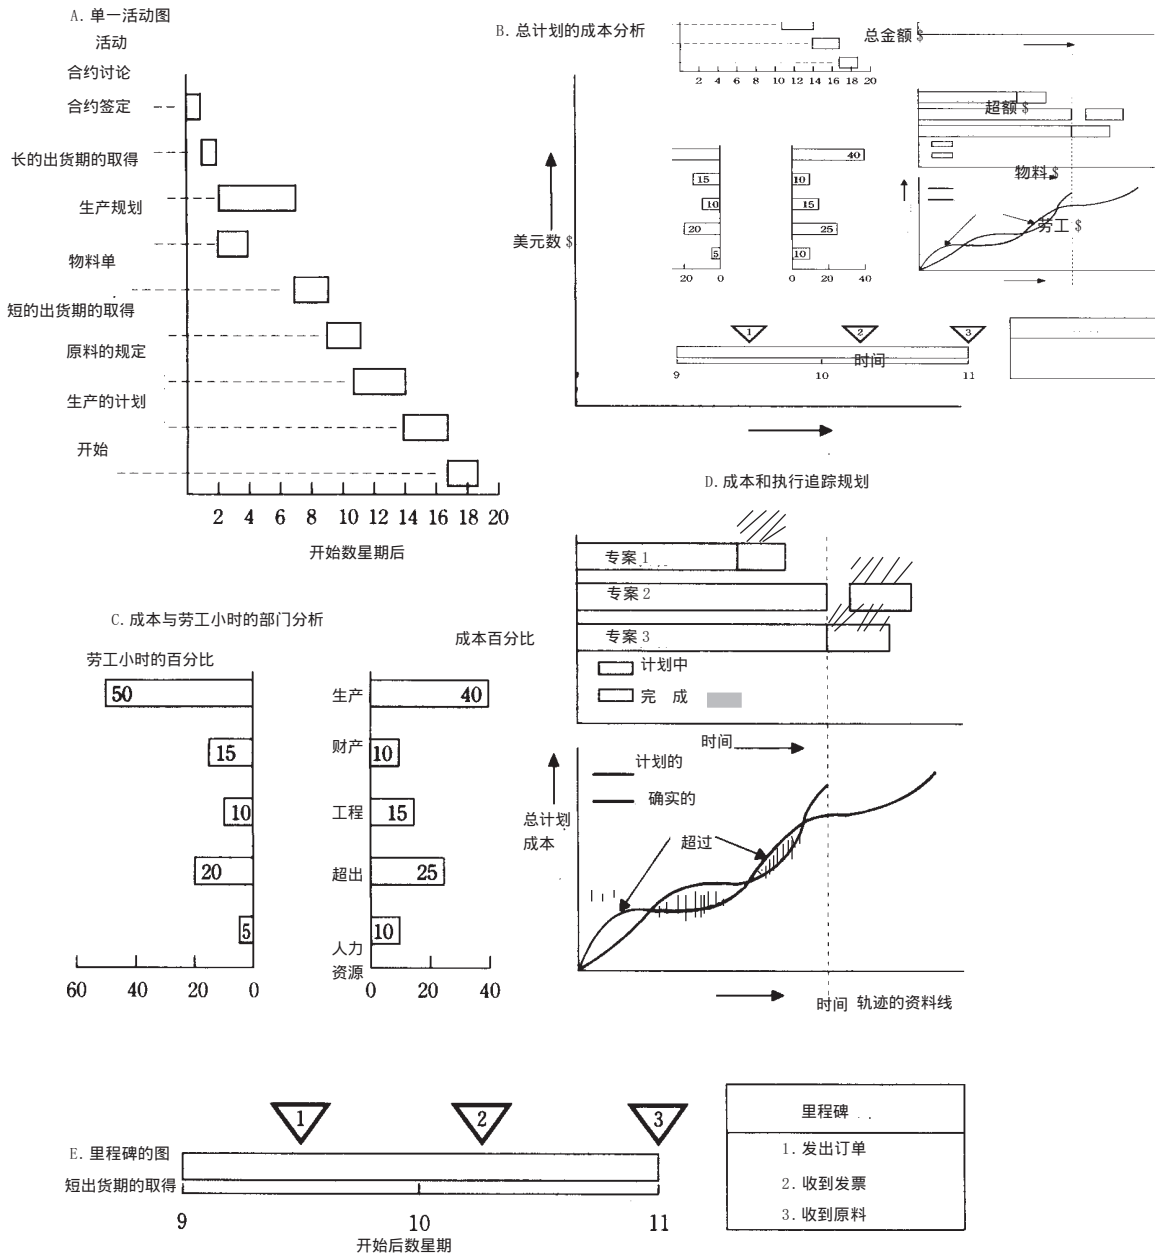 A. 单一活动图
活动
合约讨论
合约签定
长的出货期的取得
生产规划
物料单
短的出货期的取得
原料的规定
生产的计划
开始
2 4 6 8 10 12 14 16 18 20
开始数星期后
B. 总计划的成本分析
总金额 $
2 4 6 8 10 12 14 16 18 20
超额 $
物料 $
劳工 $
美元数 $
40
15 10
10 15
20 25
5 10
20 0 0 20 40
1 2 3
时间
9 10 11
C. 成本与劳工小时的部门分析
劳工小时的百分比
成本百分比
50 生产 40
15 财产 10
10 工程 15
20 超出 25
5 人力资源 10
60 40 20 0 0 20 40
D. 成本和执行追踪规划
专案 1
专案 2
专案 3
计划中
完 成
时间
计划的
确实的
总计划
成本
超过
时间 轨迹的资料线
E. 里程碑的图
短出货期的取得
1 2 3
9 10 11
开始后数星期
里程碑
1. 发出订单
2. 收到发票
3. 收到原料